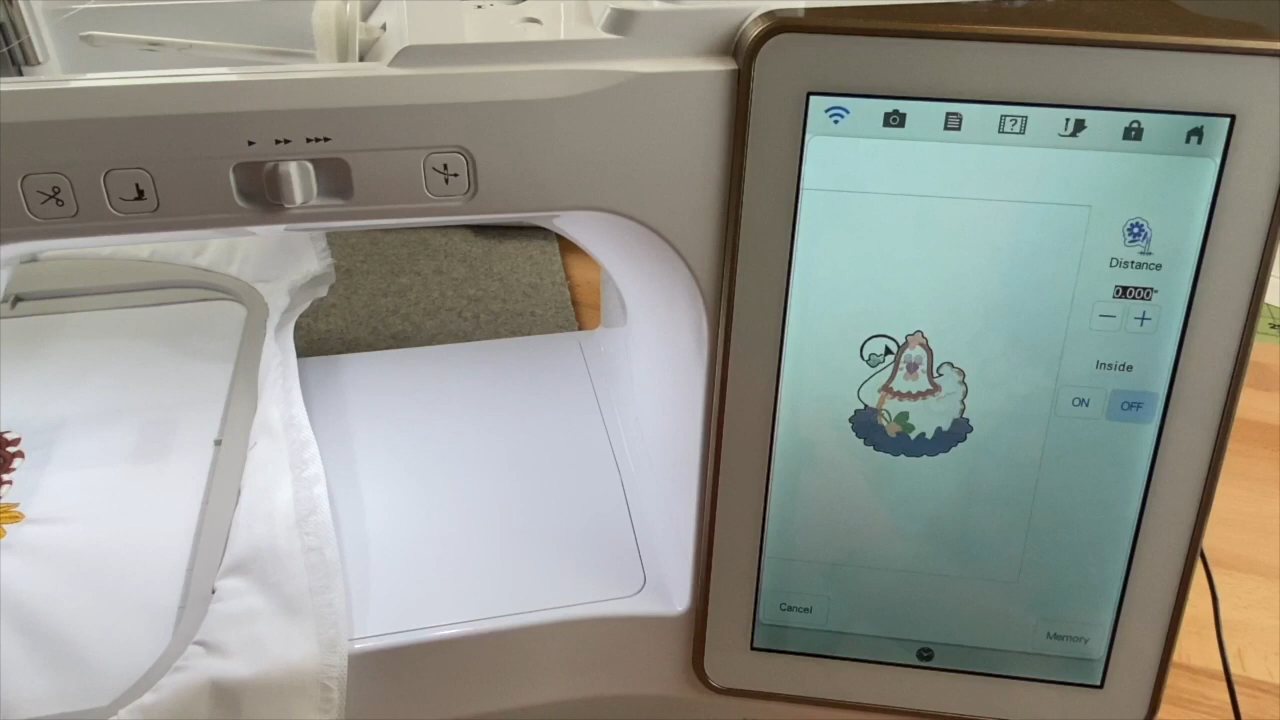 Distance
0.000"
− +
Inside
ON OFF
Cancel
Memory